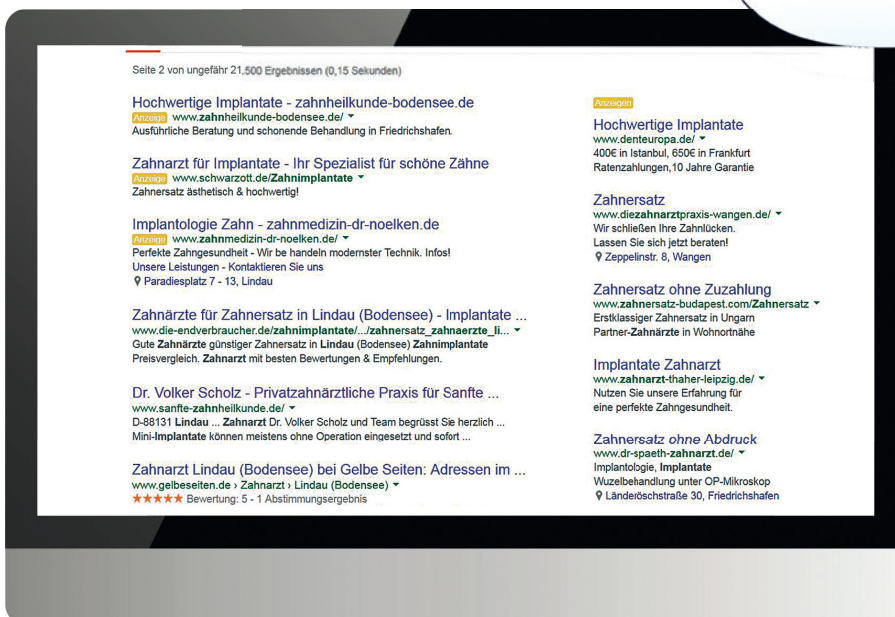 Seite 2 von ungefähr 21,500 Ergebnissen (0,15 Sekunden)
Hochwertige Implantate - zahnheilkunde-bodensee.de
Anzeige www.zahnheilkunde-bodensee.de/
Ausführliche Beratung und schonende Behandlung in Friedrichshafen.
Zahnarzt für Implantate - Ihr Spezialist für schöne Zähne
Anzeige www.schwarzott.de/Zahnimplantate
Zahnersatz ästhetisch & hochwertig!
Implantologie Zahn - zahnmedizin-dr-noelken.de
Anzeige www.zahnmedizin-dr-noelken.de/
Perfekte Zahngesundheit - Wir be handeln modernster Technik. Infos!
Unsere Leistungen - Kontaktieren Sie uns
Paradiesplatz 7 - 13, Lindau
Zahnärzte für Zahnersatz in Lindau (Bodensee) - Implantate ...
www.die-endverbraucher.de/zahnimplantate/.../zahnersatz_zahnaerzte_li...
Gute Zahnärzte günstiger Zahnersatz in Lindau (Bodensee) Zahnimplantate
Preisvergleich. Zahnarzt mit besten Bewertungen & Empfehlungen.
Dr. Volker Scholz - Privatzahnärztliche Praxis für Sanfte ...
www.sanfte-zahnheilkunde.de/
D-88131 Lindau ... Zahnarzt Dr. Volker Scholz und Team begrüsst Sie herzlich ...
Mini-Implantate können meistens ohne Operation eingesetzt und sofort ...
Zahnarzt Lindau (Bodensee) bei Gelbe Seiten: Adressen im ...
www.gelbeseiten.de › Zahnarzt › Lindau (Bodensee)
★★★★★ Bewertung: 5 - 1 Abstimmungsergebnis
Anzeigen
Hochwertige Implantate
www.denteuropa.de/
400€ in Istanbul, 650€ in Frankfurt
Ratenzahlungen,10 Jahre Garantie
Zahnersatz
www.diezahnarztpraxis-wangen.de/
Wir schließen Ihre Zahnlücken.
Lassen Sie sich jetzt beraten!
Zeppelinstr. 8, Wangen
Zahnersatz ohne Zuzahlung
www.zahnersatz-budapest.com/Zahnersatz
Erstklassiger Zahnersatz in Ungarn
Partner-Zahnärzte in Wohnortnähe
Implantate Zahnarzt
www.zahnarzt-thaher-leipzig.de/
Nutzen Sie unsere Erfahrung für
eine perfekte Zahngesundheit.
Zahnersatz ohne Abdruck
www.dr-spaeth-zahnarzt.de/
Implantologie, Implantate
Wuzelbehandlung unter OP-Mikroskop
Länderöschstraße 30, Friedrichshafen